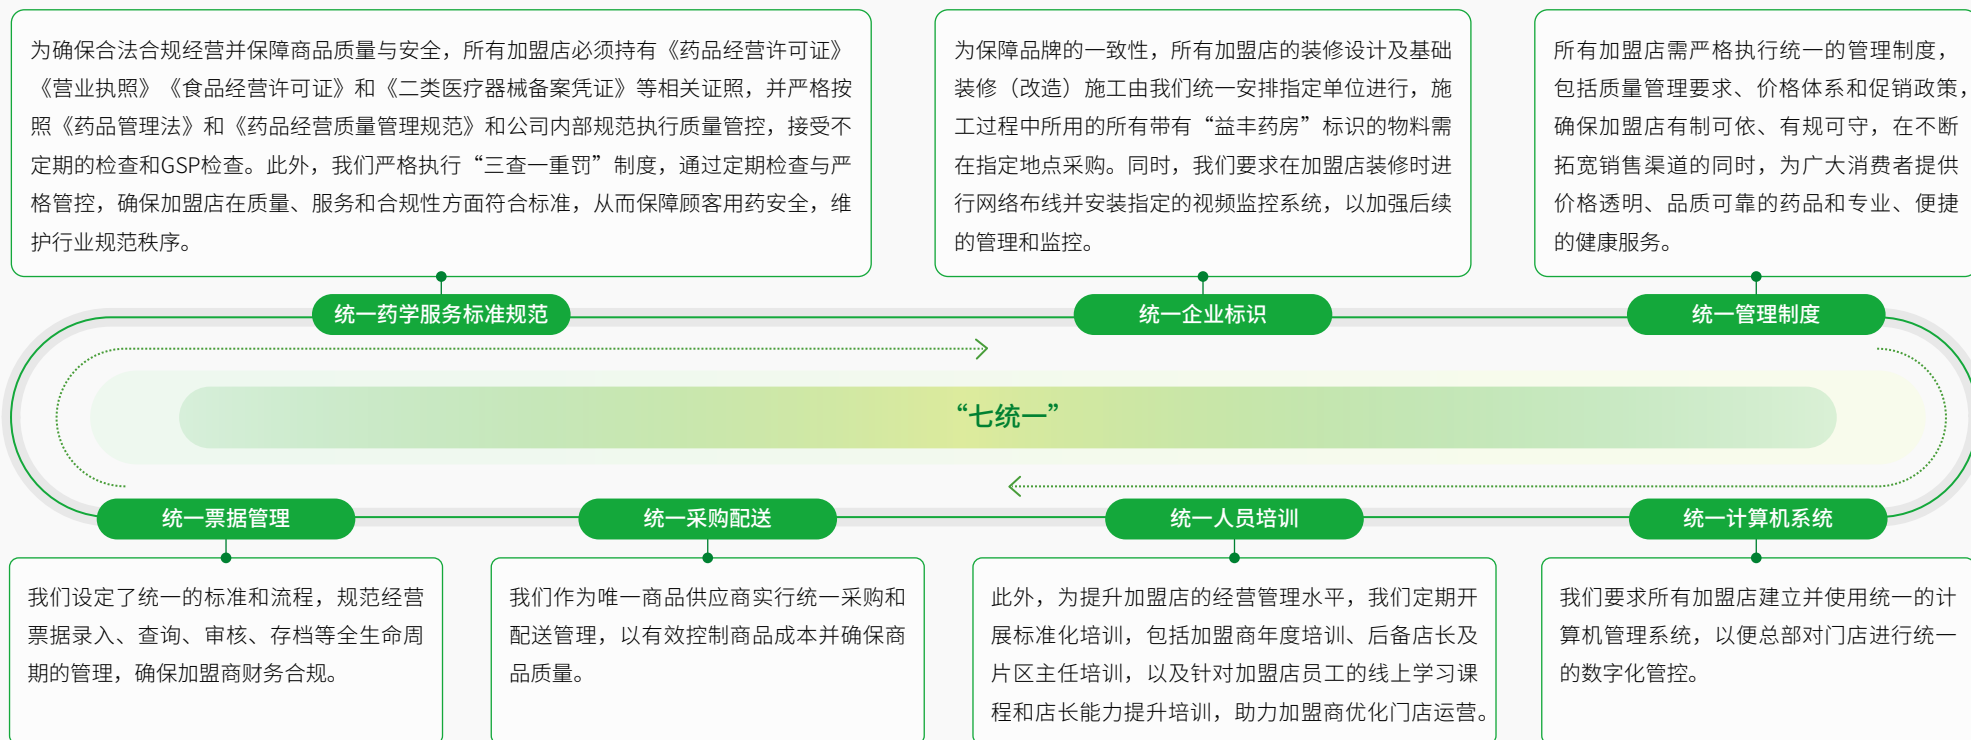 为确保合法合规经营并保障商品质量与安全，所有加盟店必须持有《药品经营许可证》
《营业执照》《食品经营许可证》和《二类医疗器械备案凭证》等相关证照，并严格按
照《药品管理法》和《药品经营质量管理规范》和公司内部规范执行质量管控，接受不
定期的检查和GSP检查。此外，我们严格执行“三查一重罚”制度，通过定期检查与严
格管控，确保加盟店在质量、服务和合规性方面符合标准，从而保障顾客用药安全，维
护行业规范秩序。
为保障品牌的一致性，所有加盟店的装修设计及基础
装修（改造）施工由我们统一安排指定单位进行，施
工过程中所用的所有带有“益丰药房”标识的物料需
在指定地点采购。同时，我们要求在加盟店装修时进
行网络布线并安装指定的视频监控系统，以加强后续
的管理和监控。
所有加盟店需严格执行统一的管理制度，
包括质量管理要求、价格体系和促销政策，
确保加盟店有制可依、有规可守，在不断
拓宽销售渠道的同时，为广大消费者提供
价格透明、品质可靠的药品和专业、便捷
的健康服务。
统一药学服务标准规范
统一企业标识
统一管理制度
“七统一”
统一票据管理
统一采购配送
统一人员培训
统一计算机系统
我们设定了统一的标准和流程，规范经营
票据录入、查询、审核、存档等全生命周
期的管理，确保加盟商财务合规。
我们作为唯一商品供应商实行统一采购和
配送管理，以有效控制商品成本并确保商
品质量。
此外，为提升加盟店的经营管理水平，我们定期开
展标准化培训，包括加盟商年度培训、后备店长及
片区主任培训，以及针对加盟店员工的线上学习课
程和店长能力提升培训，助力加盟商优化门店运营。
我们要求所有加盟店建立并使用统一的计
算机管理系统，以便总部对门店进行统一
的数字化管控。